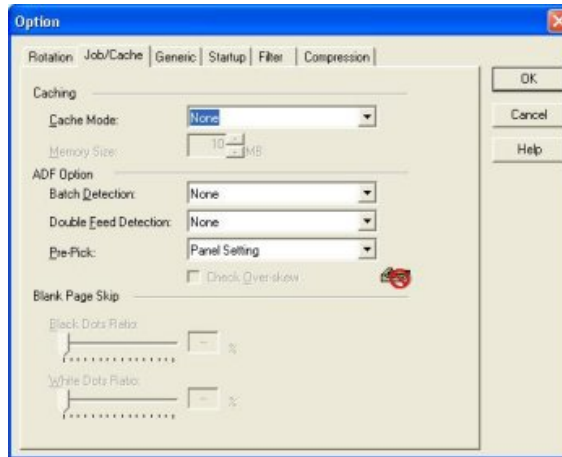 Option
Rotation Job/Cache Generic Startup Filter Compression
OK
Cancel
Help
Caching
Cache Mode: None
Memory Size: 10 MB
ADF Option
Batch Detection: None
Double Feed Detection: None
Pre-Pick: Panel Setting
Check Over-skew
Blank Page Skip
Black Dots Ratio:
-- %
White Dots Ratio:
-- %